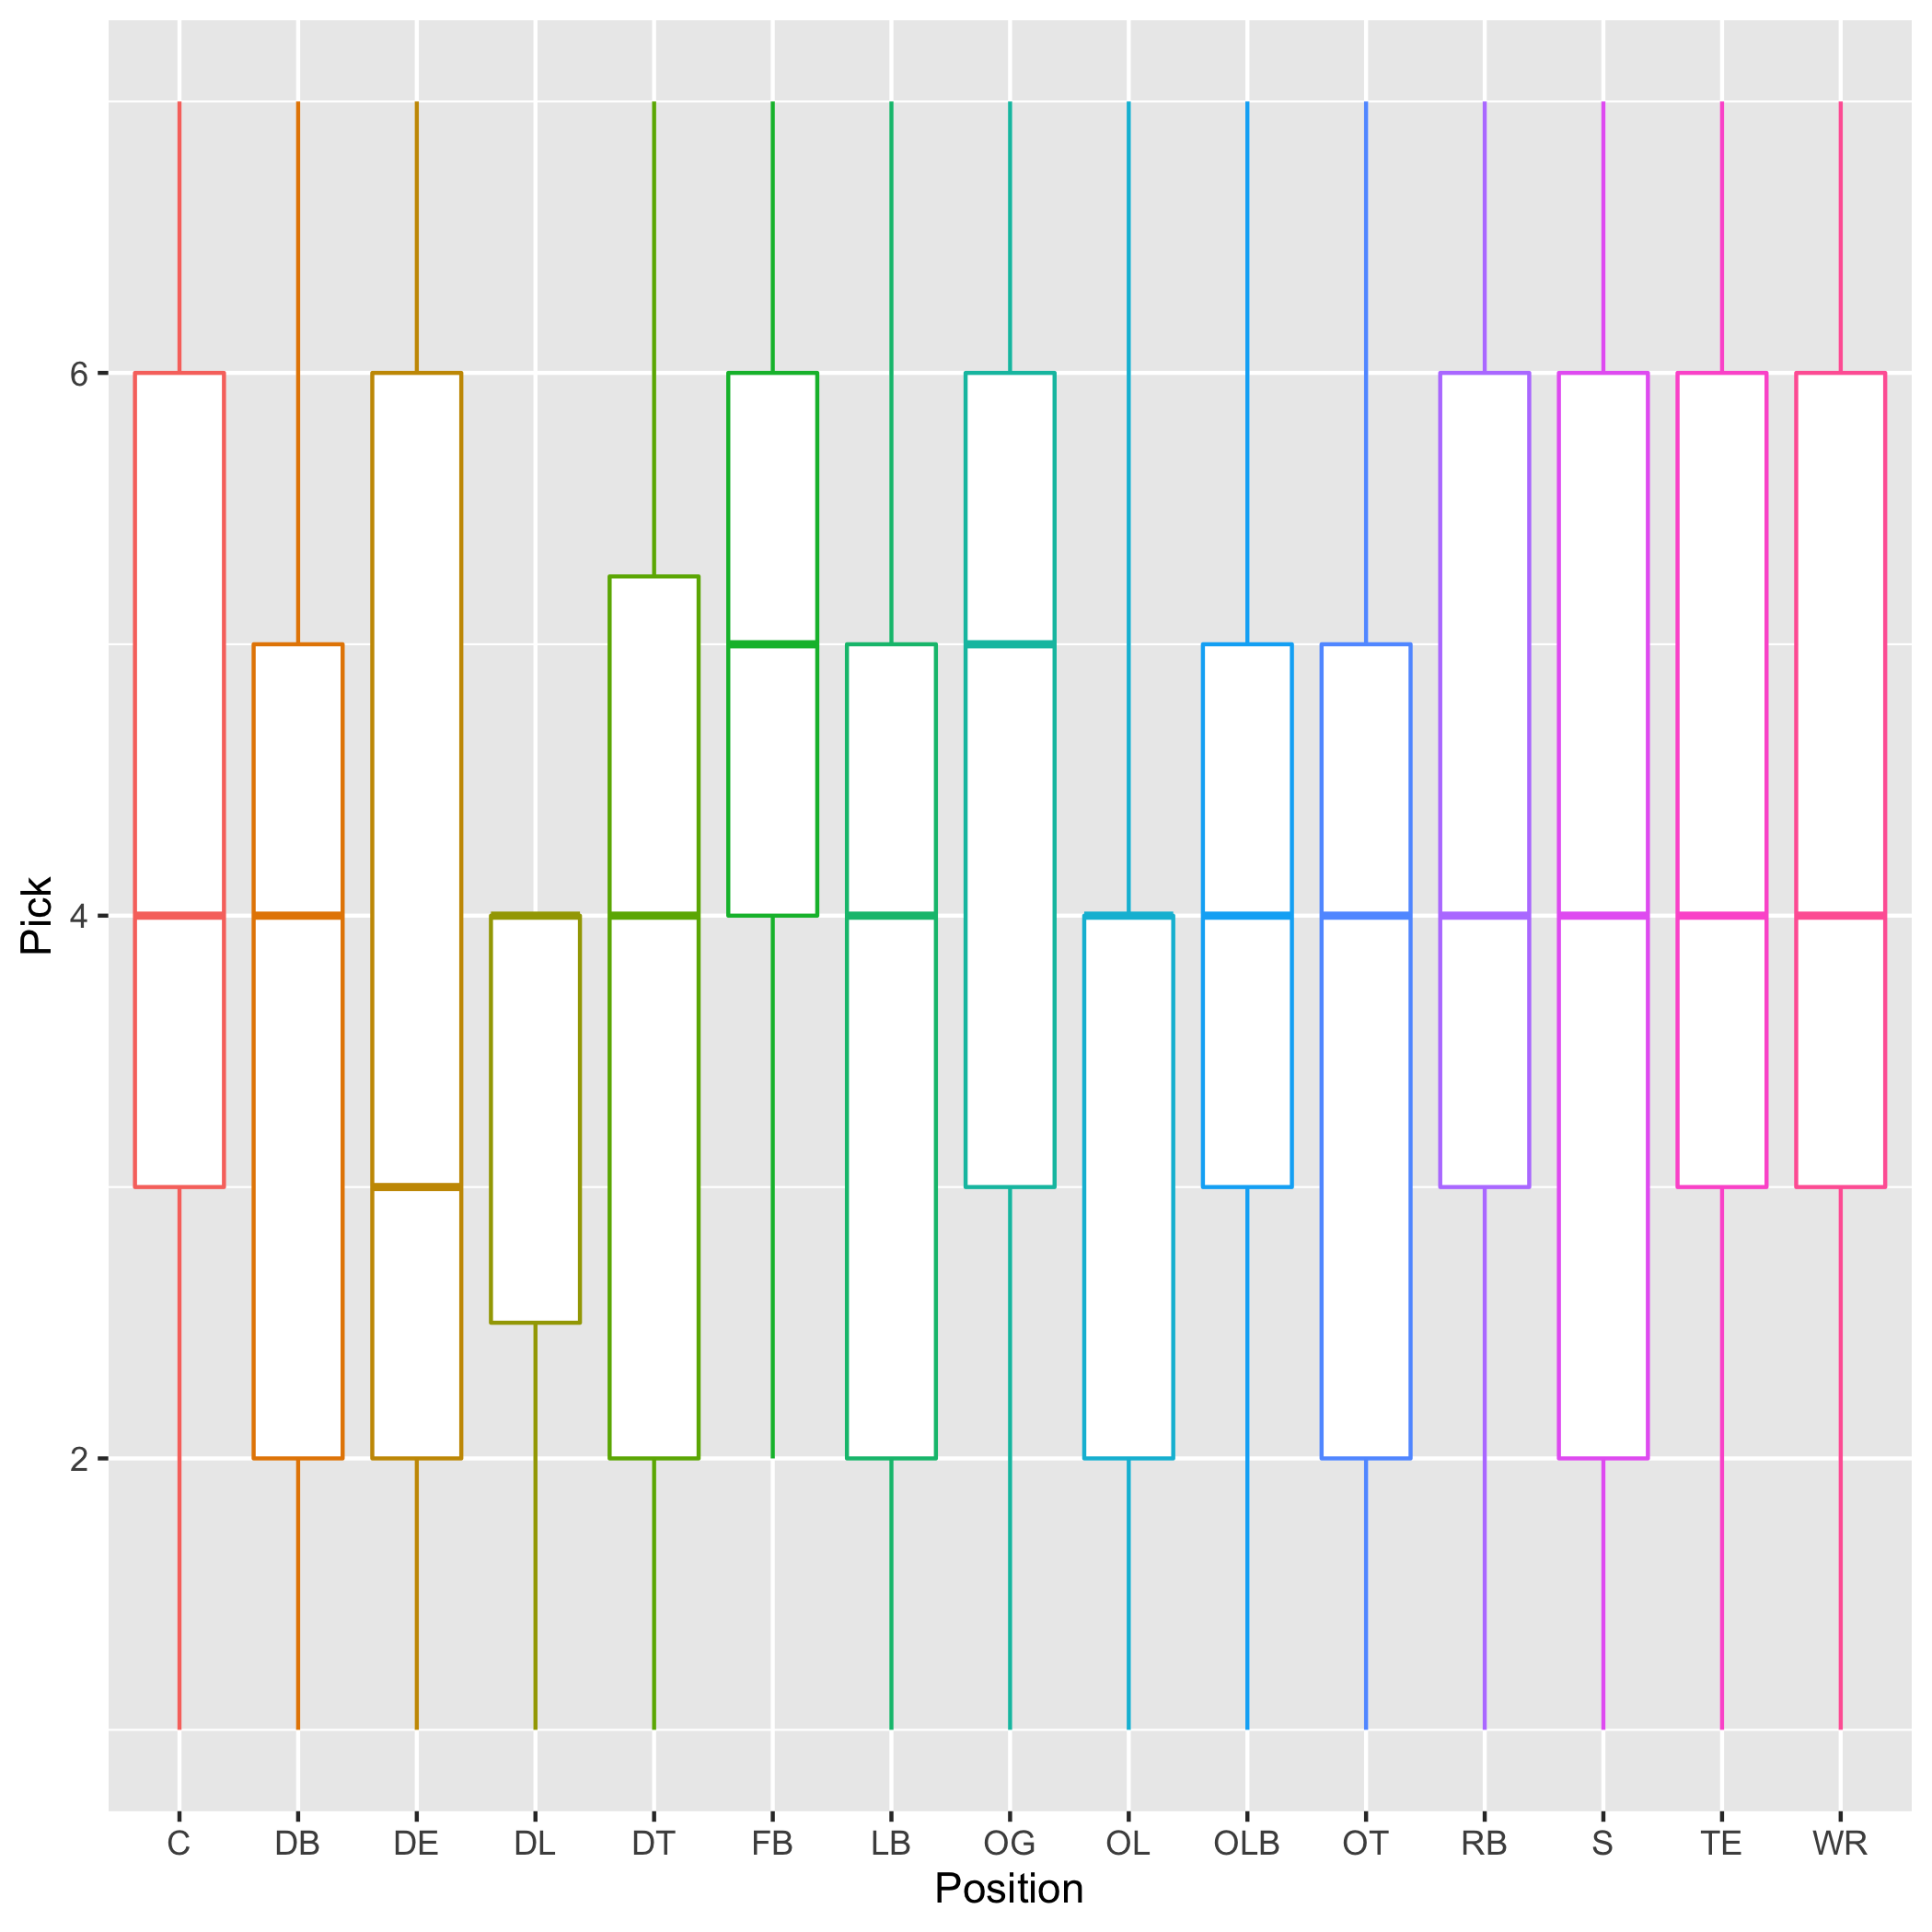 Pick
6
4
2
C DB DE DL DT FB LB OG OL OLB OT RB S TE WR
Position